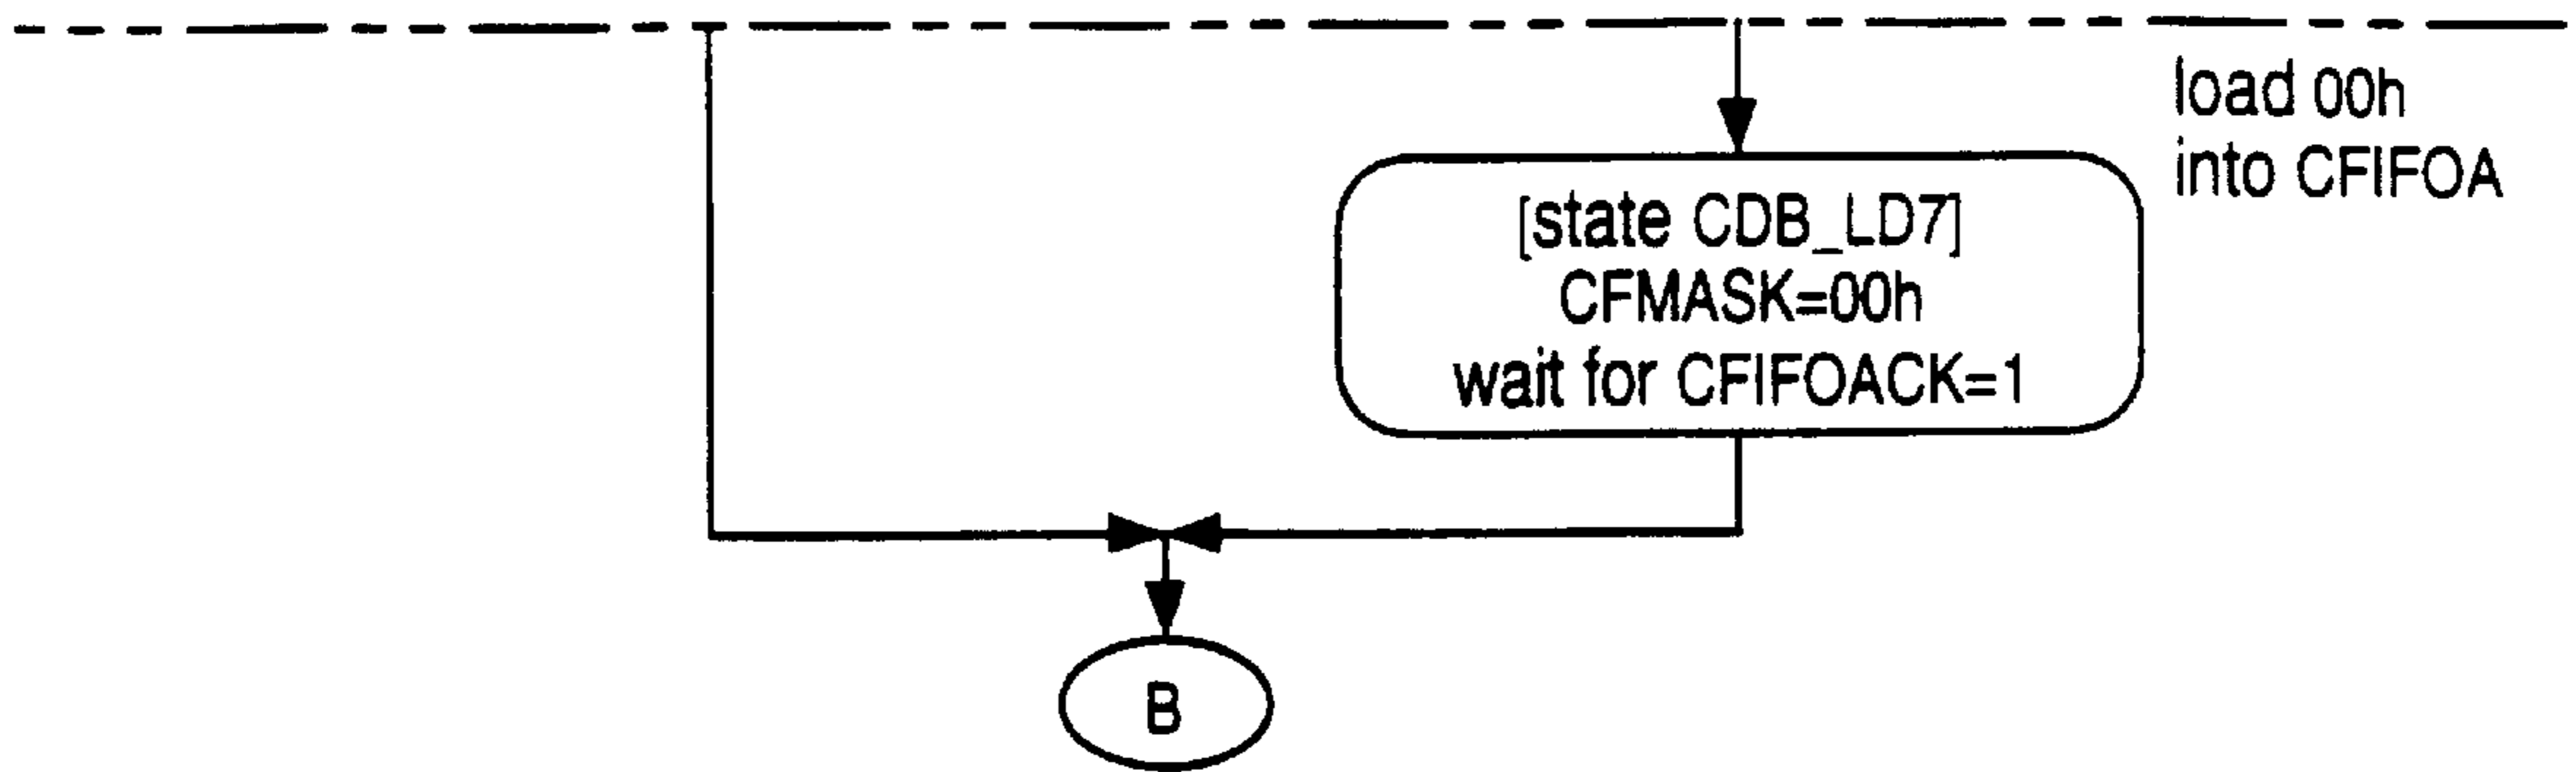 load 00h
into CFIFOA
[state CDB_LD7]
CFMASK=00h
wait for CFIFOACK=1
B